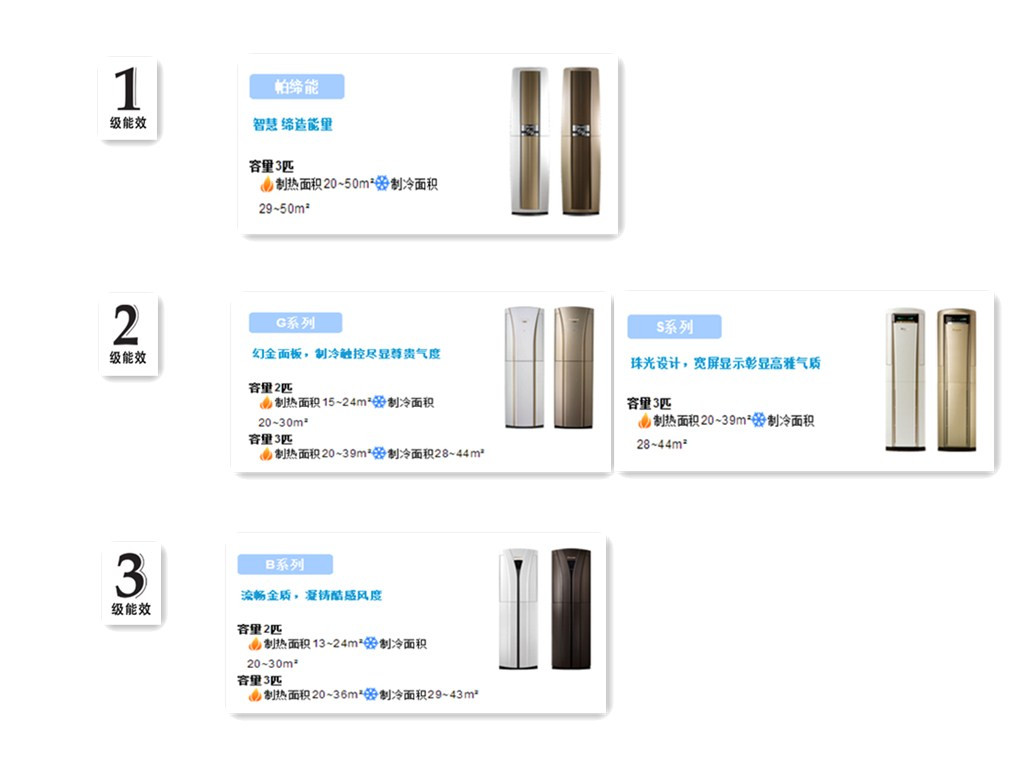 1
级能效
帕缔能
智慧 缔造能量
容量3匹
制热面积20~50m²制冷面积
29~50m²
2
级能效
G系列
幻金面板，制冷触控尽显尊贵气度
容量2匹
制热面积15~24m²制冷面积
20~30m²
容量3匹
制热面积20~39m²制冷面积28~44m²
S系列
珠光设计，宽屏显示彰显高雅气质
容量3匹
制热面积20~39m²制冷面积
28~44m²
3
级能效
B系列
流畅金质，凝铸酷感风度
容量2匹
制热面积13~24m²制冷面积
20~30m²
容量3匹
制热面积20~36m²制冷面积29~43m²